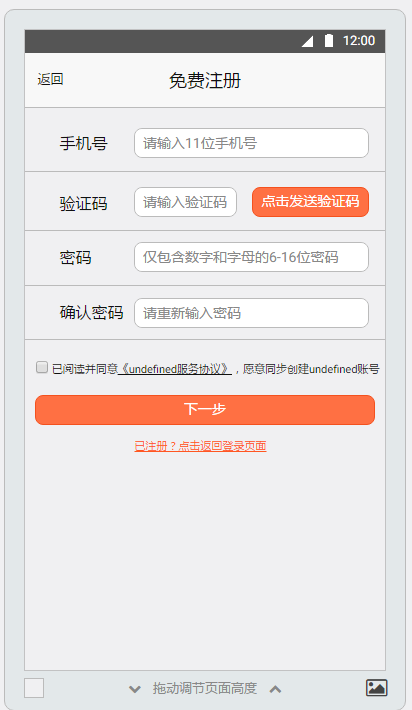 12:00
返回 免费注册
手机号 请输入11位手机号
验证码 请输入验证码 点击发送验证码
密码 仅包含数字和字母的6-16位密码
确认密码 请重新输入密码
已阅读并同意《undefined服务协议》，愿意同步创建undefined账号
下一步
已注册？点击返回登录页面
拖动调节页面高度